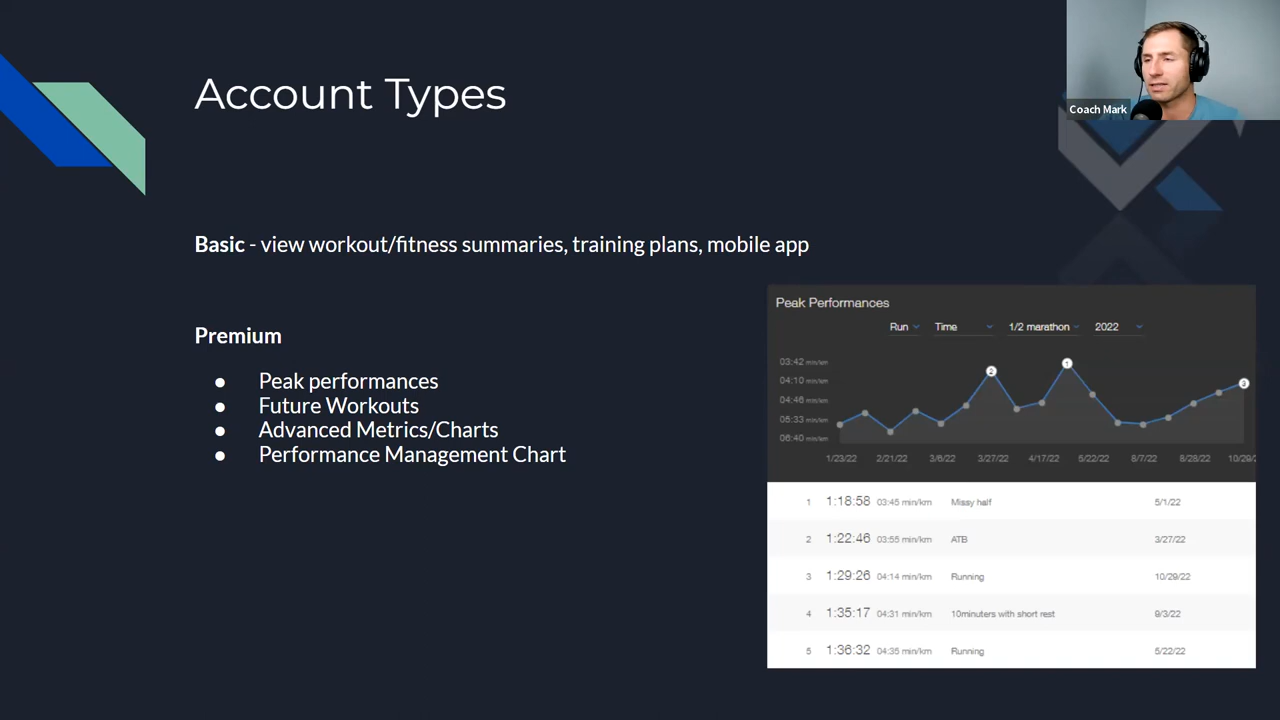 Account Types
Coach Mark
Basic - view workout/fitness summaries, training plans, mobile app
Premium
● Peak performances
● Future Workouts
● Advanced Metrics/Charts
● Performance Management Chart
Peak Performances
Run Time 1/2 marathon 2022
03:42 min/km
04:10 min/km
04:46 min/km
05:33 min/km
06:40 min/km
2 1 3
1/23/22 2/21/22 3/6/22 3/27/22 4/17/22 5/22/22 8/7/22 8/28/22 10/29/2
1 1:18:58 03:45 min/km Missy half 5/1/22
2 1:22:46 03:55 min/km ATB 3/27/22
3 1:29:26 04:14 min/km Running 10/29/22
4 1:35:17 04:31 min/km 10minuters with short rest 9/3/22
5 1:36:32 04:35 min/km Running 5/22/22